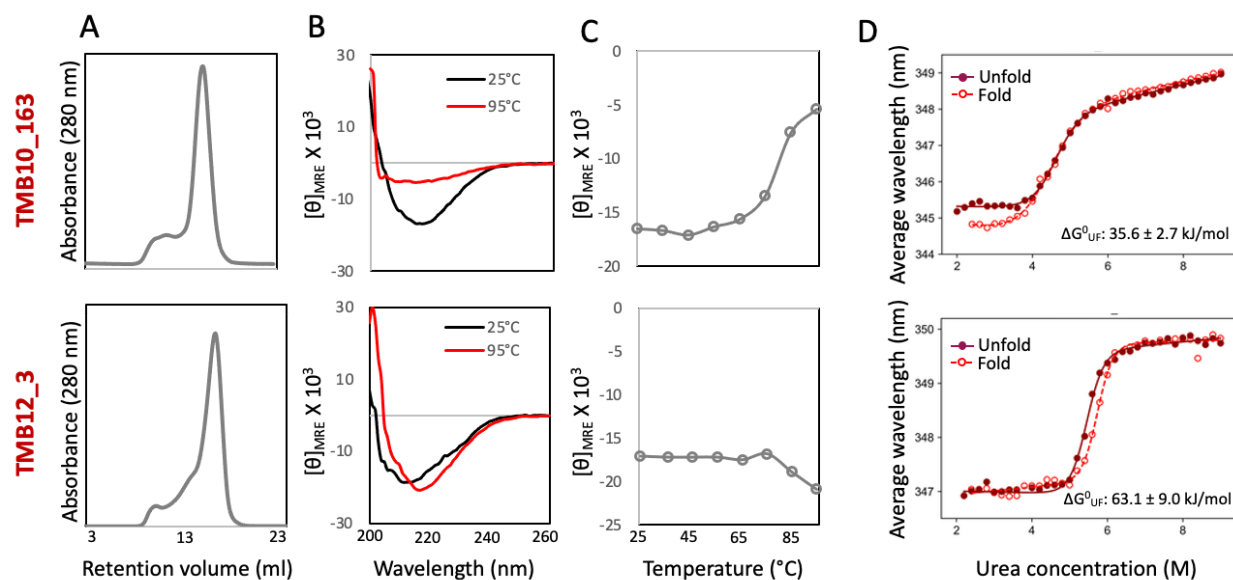 A
B
C
D
TMB10_163
Absorbance (280 nm)
[θ]MRE X 10³
30
10
-10
-30
25°C
95°C
[θ]MRE X 10³
0
-5
-10
-15
-20
Average wavelength (nm)
349
348
347
346
345
344
Unfold
Fold
ΔG⁰UF: 35.6 ± 2.7 kJ/mol
2
4
6
8
TMB12_3
Absorbance (280 nm)
3
13
23
Retention volume (ml)
[θ]MRE X 10³
30
10
-10
-30
25°C
95°C
200
220
240
260
Wavelength (nm)
[θ]MRE X 10³
0
-5
-10
-15
-20
-25
25
45
65
85
Temperature (°C)
Average wavelength (nm)
350
349
348
347
Unfold
Fold
ΔG⁰UF: 63.1 ± 9.0 kJ/mol
2
4
6
8
Urea concentration (M)